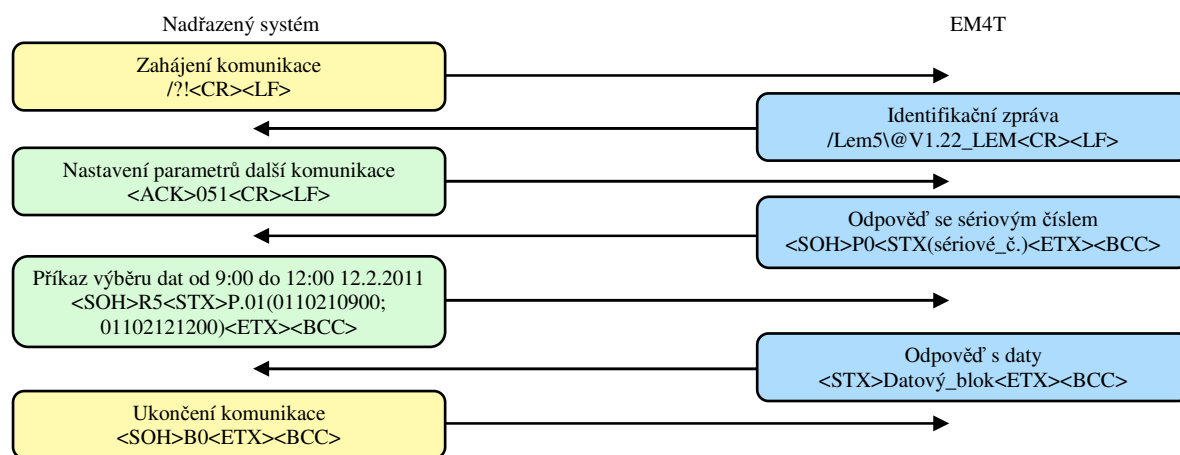 Nadřazený systém
EM4T
Zahájení komunikace
/?!<CR><LF>
Identifikační zpráva
/Lem5\@V1.22_LEM<CR><LF>
Nastavení parametrů další komunikace
<ACK>051<CR><LF>
Odpověď se sériovým číslem
<SOH>P0<STX(sériové_č.)<ETX><BCC>
Příkaz výběru dat od 9:00 do 12:00 12.2.2011
<SOH>R5<STX>P.01(0110210900;
01102121200)<ETX><BCC>
Odpověď s daty
<STX>Datový_blok<ETX><BCC>
Ukončení komunikace
<SOH>B0<ETX><BCC>